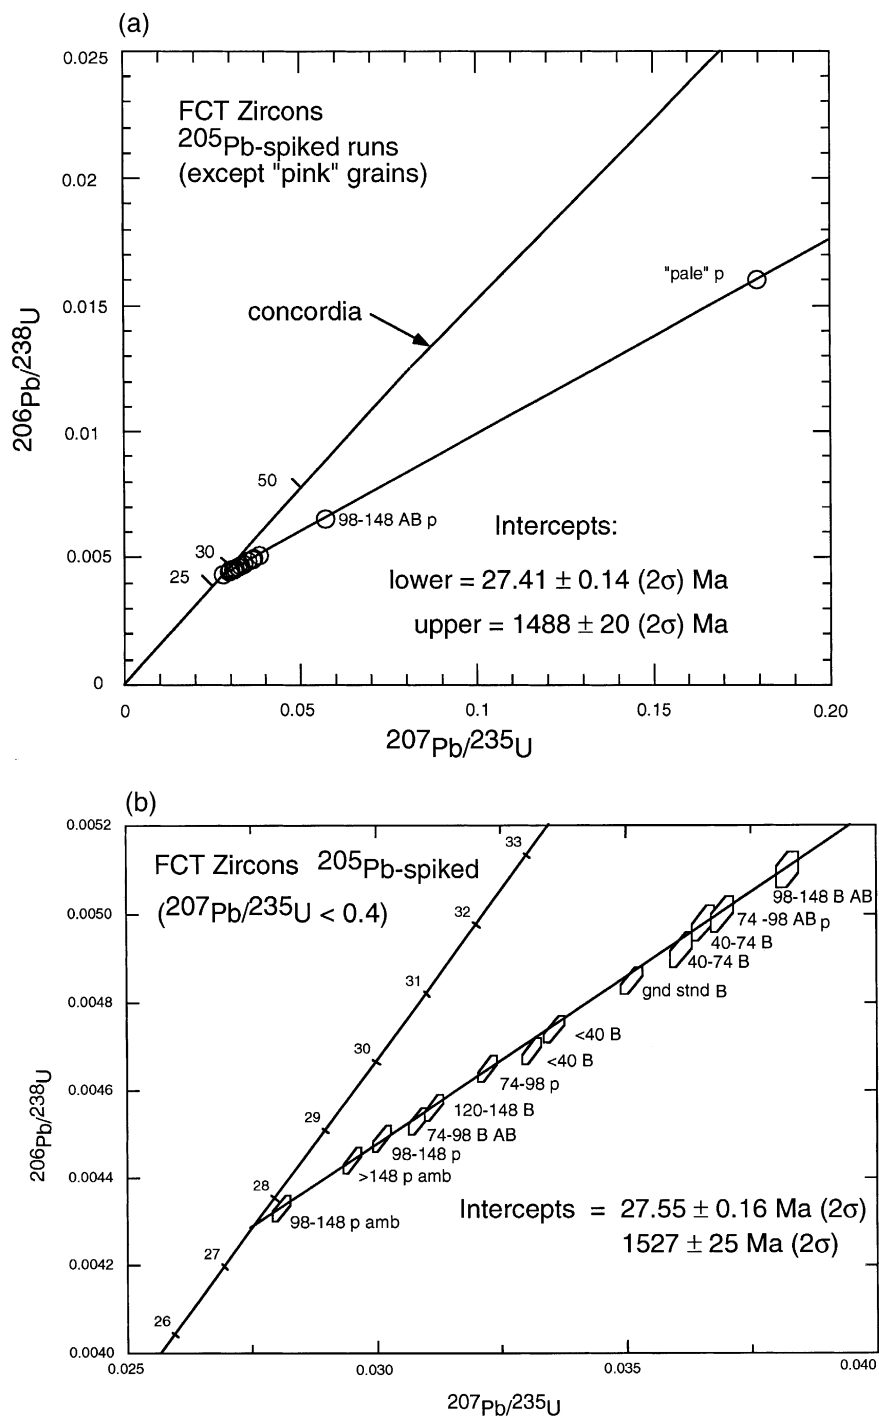 (a)
0.025
FCT Zircons
205Pb-spiked runs
(except "pink" grains)
0.02
"pale" p
0.015
concordia
206Pb/238U
0.01
50
98-148 AB p
Intercepts:
30
0.005
25
lower = 27.41 ± 0.14 (2σ) Ma
upper = 1488 ± 20 (2σ) Ma
0
0 0.05 0.1 0.15 0.20
207Pb/235U
(b)
0.0052
33
FCT Zircons 205Pb-spiked
(207Pb/235U < 0.4)
98-148 B AB
32
0.0050
74 -98 AB p
40-74 B
40-74 B
31
gnd stnd B
0.0048
30
<40 B
<40 B
0.0046
74-98 p
120-148 B
29
74-98 B AB
98-148 p
0.0044
>148 p amb
28
98-148 p amb
206Pb/238U
Intercepts = 27.55 ± 0.16 Ma (2σ)
1527 ± 25 Ma (2σ)
27
0.0042
26
0.0040
0.025 0.030 0.035 0.040
207Pb/235U